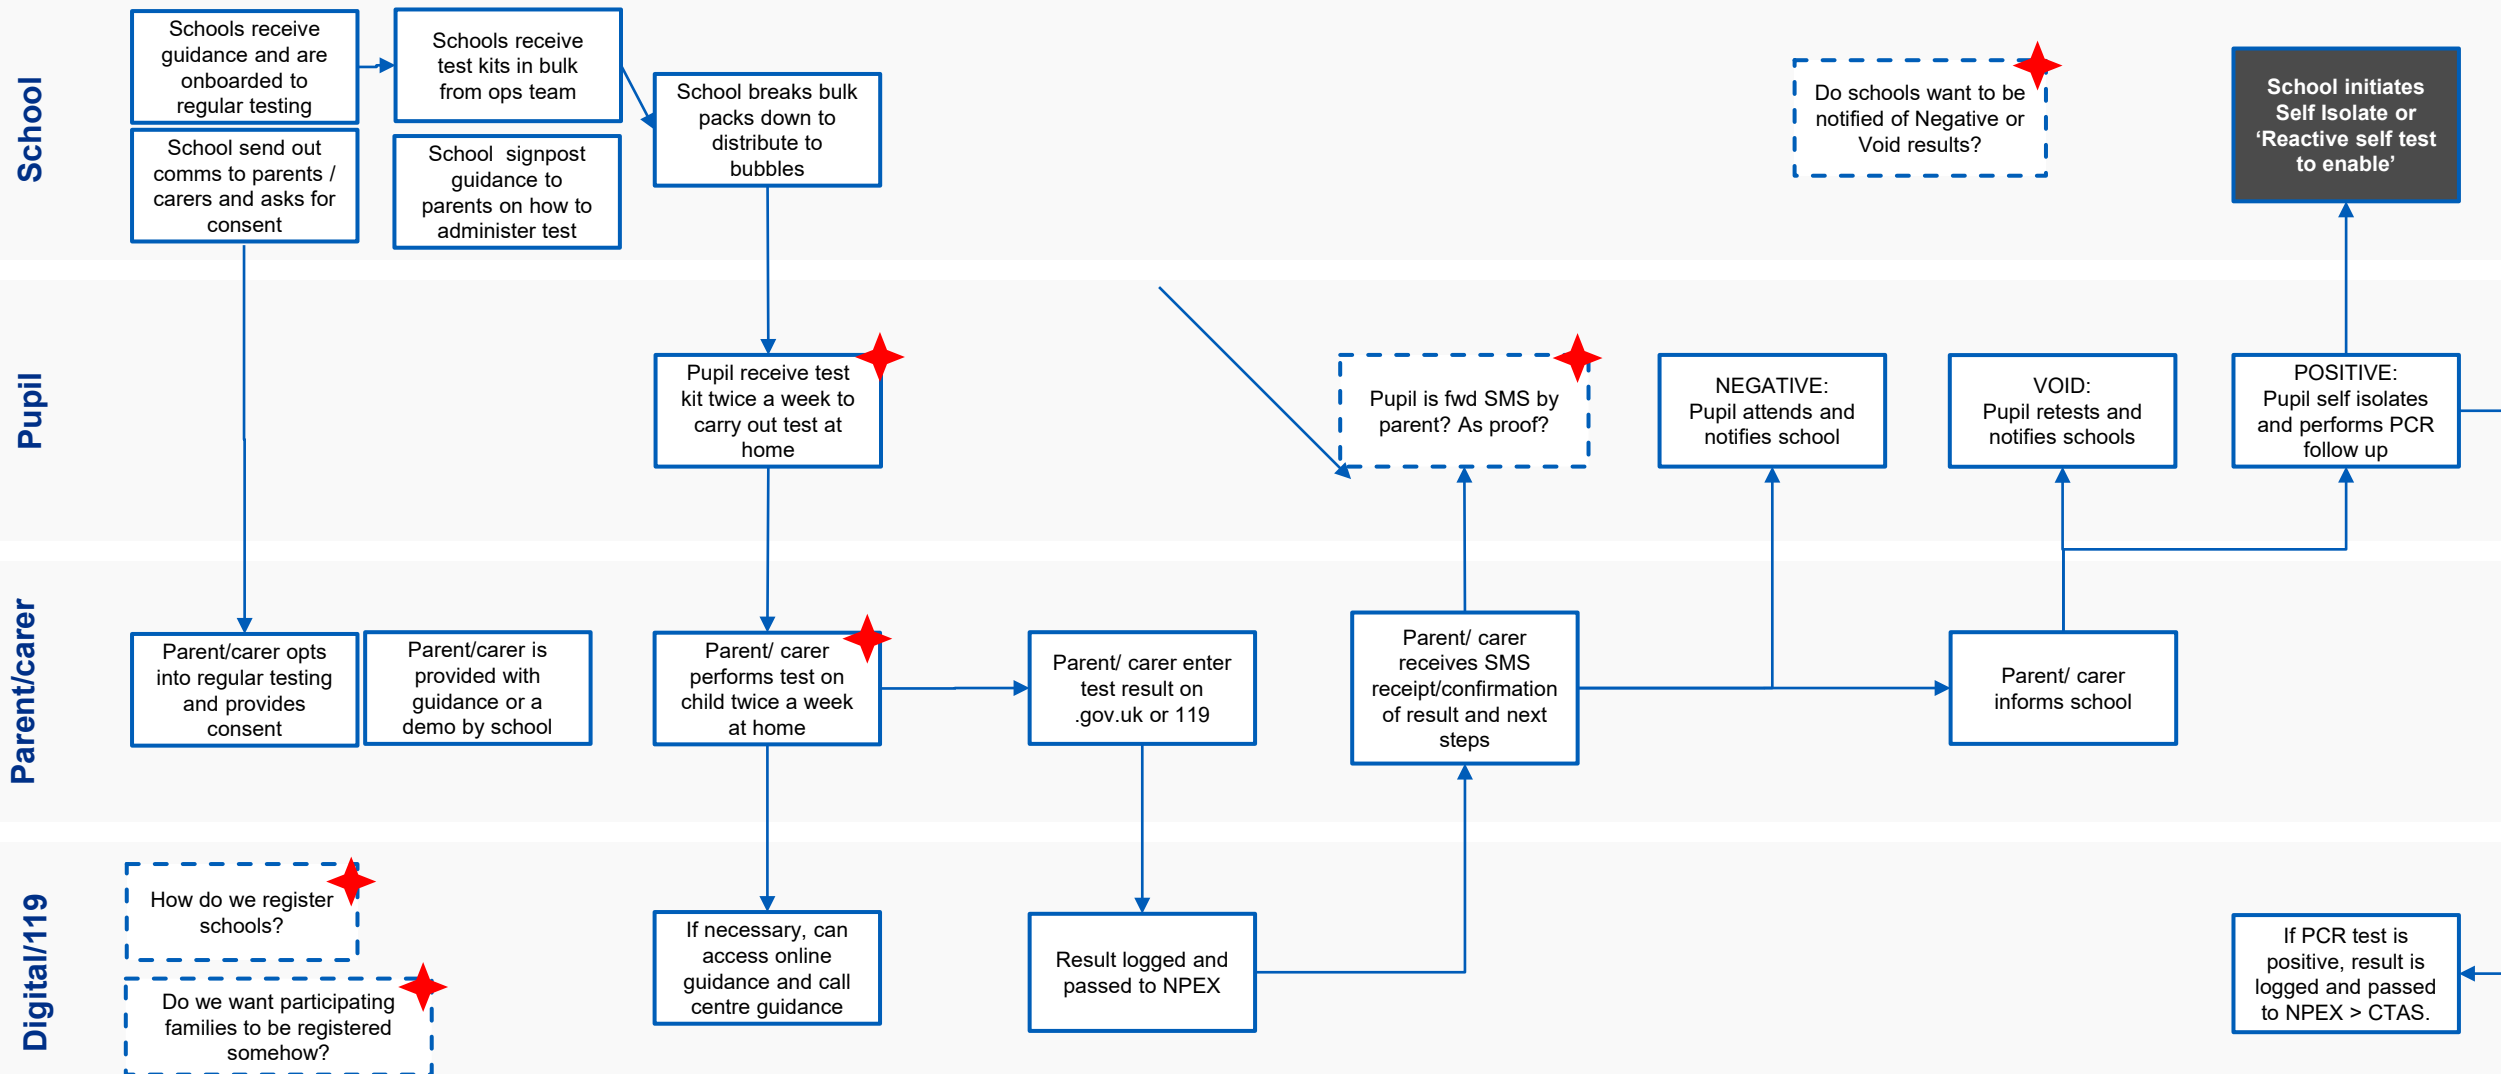 School
Schools receive
guidance and are
onboarded to
regular testing
Schools receive
test kits in bulk
from ops team
School breaks bulk
packs down to
distribute to
bubbles
School send out
comms to parents /
carers and asks for
consent
School signpost
guidance to
parents on how to
administer test
Do schools want to be
notified of Negative or
Void results?
School initiates
Self Isolate or
‘Reactive self test
to enable’
Pupil
Pupil receive test
kit twice a week to
carry out test at
home
Pupil is fwd SMS by
parent? As proof?
NEGATIVE:
Pupil attends and
notifies school
VOID:
Pupil retests and
notifies schools
POSITIVE:
Pupil self isolates
and performs PCR
follow up
Parent/carer
Parent/carer opts
into regular testing
and provides
consent
Parent/carer is
provided with
guidance or a
demo by school
Parent/ carer
performs test on
child twice a week
at home
Parent/ carer enter
test result on
.gov.uk or 119
Parent/ carer
receives SMS
receipt/confirmation
of result and next
steps
Parent/ carer
informs school
Digital/119
How do we register
schools?
Do we want participating
families to be registered
somehow?
If necessary, can
access online
guidance and call
centre guidance
Result logged and
passed to NPEX
If PCR test is
positive, result is
logged and passed
to NPEX > CTAS.